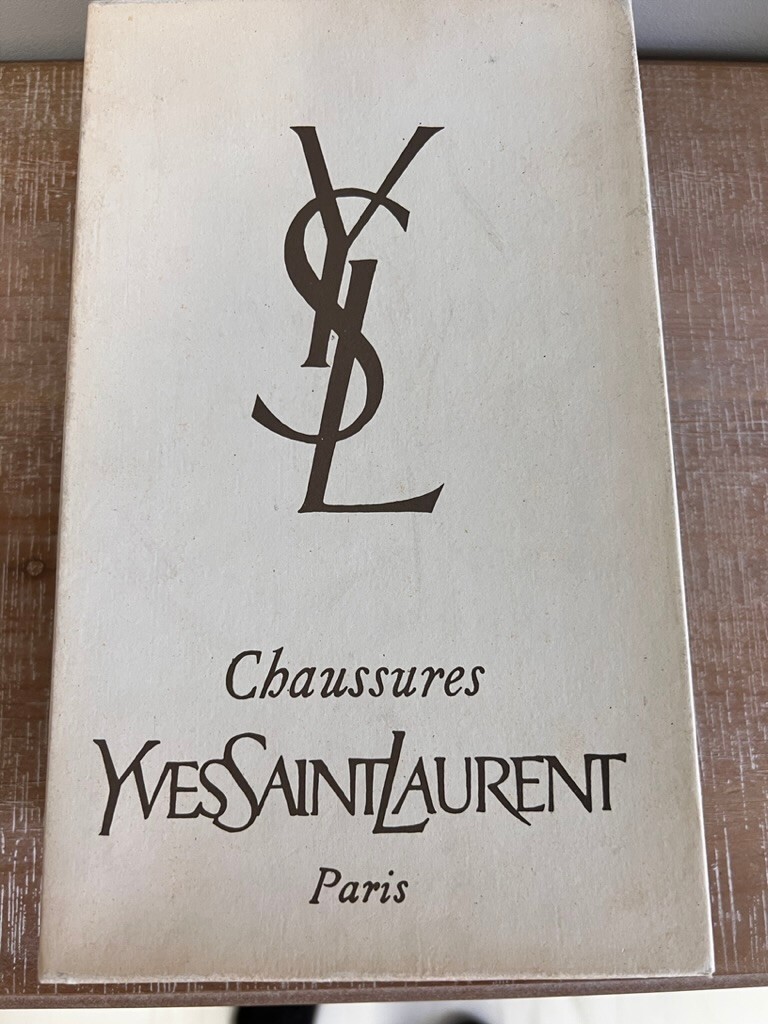 YSL
Chaussures
YVESSAINTLAURENT
Paris